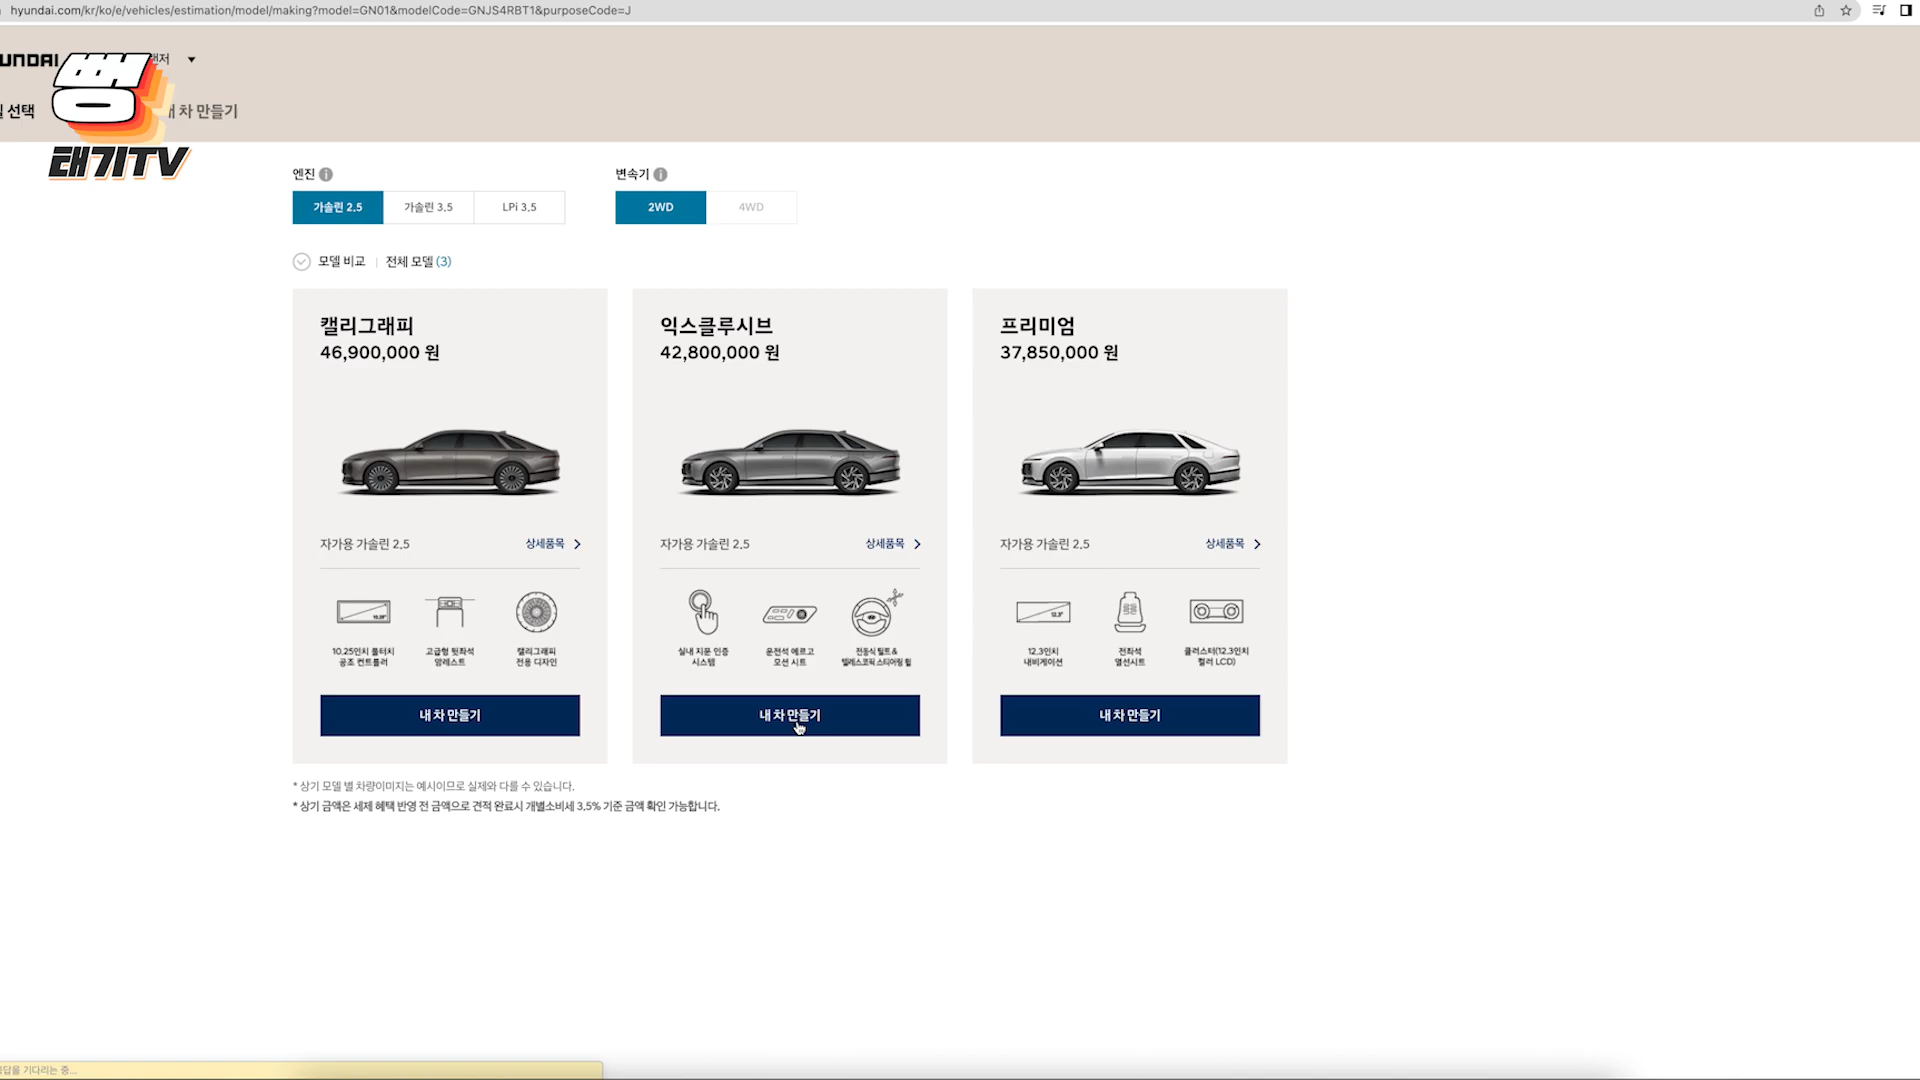 hyundai.com/kr/ko/e/vehicles/estimation/model/making?model=GN01&modelCode=GNJS4RBT1&purposeCode=J
UNDAI
랜저
선택
내 차 만들기
태기TV
엔진
변속기
가솔린 2.5
가솔린 3.5
LPi 3.5
2WD
4WD
모델 비교 | 전체 모델 (3)
캘리그래피
46,900,000 원
자가용 가솔린 2.5
상세품목
10.25"
10.25인치 풀터치
공조 컨트롤러
고급형 뒷좌석
암레스트
캘리그래피
전용 디자인
내 차 만들기
익스클루시브
42,800,000 원
자가용 가솔린 2.5
상세품목
실내 지문 인증
시스템
운전석 에르고
모션 시트
전동식 틸트&
텔레스코픽 스티어링 휠
내 차 만들기
프리미엄
37,850,000 원
자가용 가솔린 2.5
상세품목
12.3"
12.3인치
내비게이션
전좌석
열선시트
클러스터(12.3인치
컬러 LCD)
내 차 만들기
* 상기 모델 별 차량이미지는 예시이므로 실제와 다를 수 있습니다.
* 상기 금액은 세제 혜택 반영 전 금액으로 견적 완료시 개별소비세 3.5% 기준 금액 확인 가능합니다.
답을 기다리는 중...